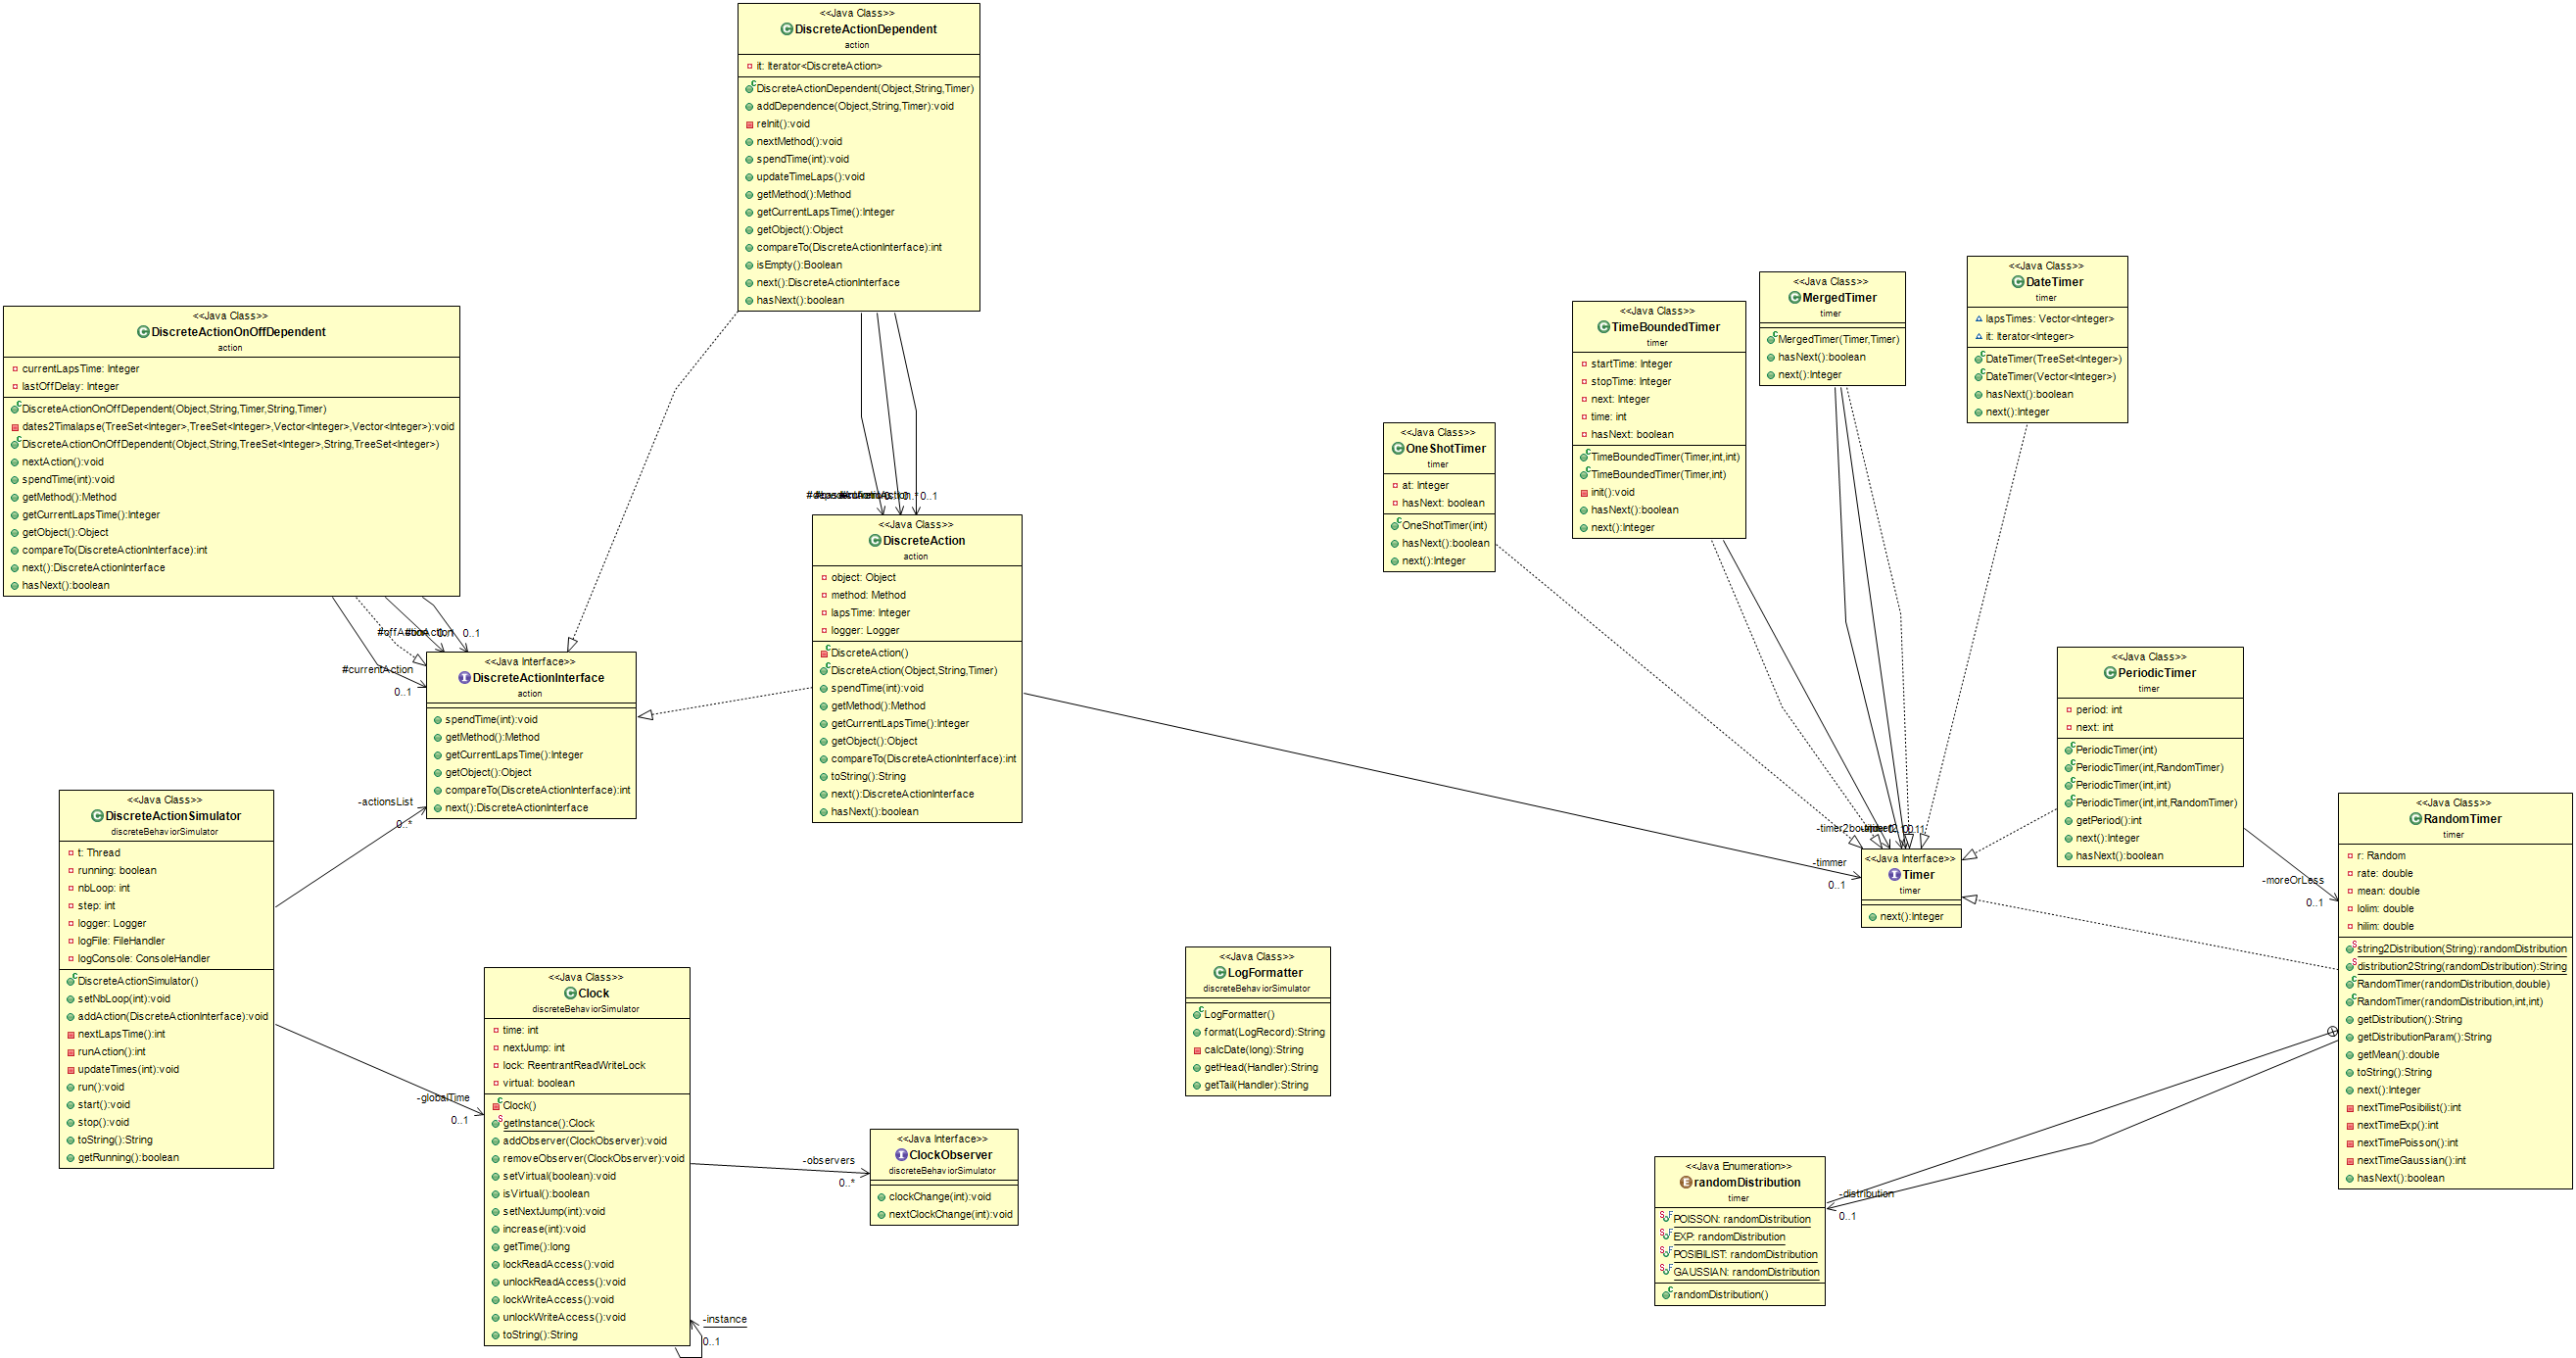 <<Java Class>>
DiscreteActionDependent
action
it: Iterator<DiscreteAction>
DiscreteActionDependent(Object,String,Timer)
addDependence(Object,String,Timer):void
reInit():void
nextMethod():void
spendTime(int):void
updateTimeLaps():void
getMethod():Method
getCurrentLapsTime():Integer
getObject():Object
compareTo(DiscreteActionInterface):int
isEmpty():Boolean
next():DiscreteActionInterface
hasNext():boolean
<<Java Class>>
DiscreteActionOnOffDependent
action
currentLapsTime: Integer
lastOffDelay: Integer
DiscreteActionOnOffDependent(Object,String,Timer,String,Timer)
dates2Timalapse(TreeSet<Integer>,TreeSet<Integer>,Vector<Integer>,Vector<Integer>):void
DiscreteActionOnOffDependent(Object,String,TreeSet<Integer>,String,TreeSet<Integer>)
nextAction():void
spendTime(int):void
getMethod():Method
getCurrentLapsTime():Integer
getObject():Object
compareTo(DiscreteActionInterface):int
next():DiscreteActionInterface
hasNext():boolean
0..1
#currentAction
0..1
0..* 0..1
<<Java Interface>>
DiscreteActionInterface
action
spendTime(int):void
getMethod():Method
getCurrentLapsTime():Integer
getObject():Object
compareTo(DiscreteActionInterface):int
next():DiscreteActionInterface
<<Java Class>>
DiscreteAction
action
object: Object
method: Method
lapsTime: Integer
logger: Logger
DiscreteAction()
DiscreteAction(Object,String,Timer)
spendTime(int):void
getMethod():Method
getCurrentLapsTime():Integer
getObject():Object
compareTo(DiscreteActionInterface):int
toString():String
next():DiscreteActionInterface
hasNext():boolean
<<Java Class>>
DiscreteActionSimulator
discreteBehaviorSimulator
t: Thread
running: boolean
nbLoop: int
step: int
logger: Logger
logFile: FileHandler
logConsole: ConsoleHandler
DiscreteActionSimulator()
setNbLoop(int):void
addAction(DiscreteActionInterface):void
nextLapsTime():int
runAction():int
updateTimes(int):void
run():void
start():void
stop():void
toString():String
getRunning():boolean
-actionsList
0..*
-globalTime
0..1
<<Java Class>>
Clock
discreteBehaviorSimulator
time: int
nextJump: int
lock: ReentrantReadWriteLock
virtual: boolean
Clock()
getInstance():Clock
addObserver(ClockObserver):void
removeObserver(ClockObserver):void
setVirtual(boolean):void
isVirtual():boolean
setNextJump(int):void
increase(int):void
getTime():long
lockReadAccess():void
unlockReadAccess():void
lockWriteAccess():void
unlockWriteAccess():void
toString():String
-instance
0..1
-observers
0..*
<<Java Interface>>
ClockObserver
discreteBehaviorSimulator
clockChange(int):void
nextClockChange(int):void
<<Java Class>>
LogFormatter
discreteBehaviorSimulator
LogFormatter()
format(LogRecord):String
calcDate(long):String
getHead(Handler):String
getTail(Handler):String
<<Java Class>>
OneShotTimer
timer
at: Integer
hasNext: boolean
OneShotTimer(int)
hasNext():boolean
next():Integer
<<Java Class>>
TimeBoundedTimer
timer
startTime: Integer
stopTime: Integer
next: Integer
time: int
hasNext: boolean
TimeBoundedTimer(Timer,int,int)
TimeBoundedTimer(Timer,int)
init():void
hasNext():boolean
next():Integer
<<Java Class>>
MergedTimer
timer
MergedTimer(Timer,Timer)
hasNext():boolean
next():Integer
<<Java Class>>
DateTimer
timer
lapsTimes: Vector<Integer>
it: Iterator<Integer>
DateTimer(TreeSet<Integer>)
DateTimer(Vector<Integer>)
hasNext():boolean
next():Integer
-timmer
0..1
<<Java Interface>>
Timer
timer
next():Integer
<<Java Class>>
PeriodicTimer
timer
period: int
next: int
PeriodicTimer(int)
PeriodicTimer(int,RandomTimer)
PeriodicTimer(int,int)
PeriodicTimer(int,int,RandomTimer)
getPeriod():int
next():Integer
hasNext():boolean
-moreOrLess
0..1
<<Java Class>>
RandomTimer
timer
r: Random
rate: double
mean: double
lolim: double
hilim: double
string2Distribution(String):randomDistribution
distribution2String(randomDistribution):String
RandomTimer(randomDistribution,double)
RandomTimer(randomDistribution,int,int)
getDistribution():String
getDistributionParam():String
getMean():double
toString():String
next():Integer
nextTimePosibilist():int
nextTimeExp():int
nextTimePoisson():int
nextTimeGaussian():int
hasNext():boolean
-distribution
0..1
<<Java Enumeration>>
randomDistribution
timer
POISSON: randomDistribution
EXP: randomDistribution
POSIBILIST: randomDistribution
GAUSSIAN: randomDistribution
randomDistribution()